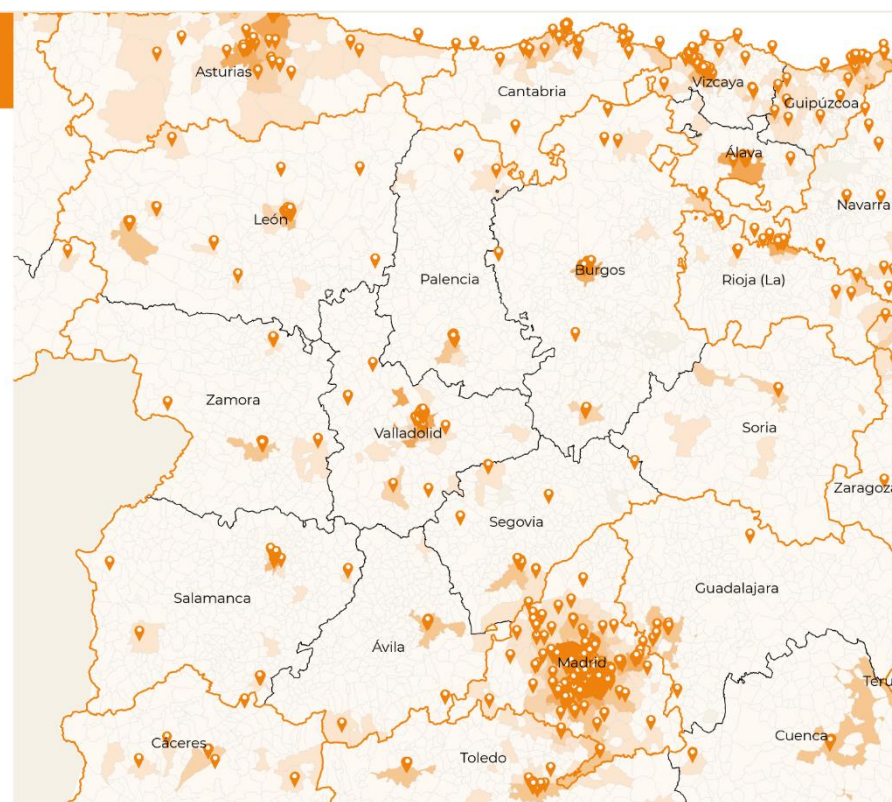 Asturias
Cantabria
Vizcaya
Guipúzcoa
Álava
Navarra
León
Palencia
Burgos
Rioja (La)
Zamora
Valladolid
Soria
Zaragoza
Segovia
Salamanca
Guadalajara
Ávila
Madrid
Teru
Cáceres
Toledo
Cuenca